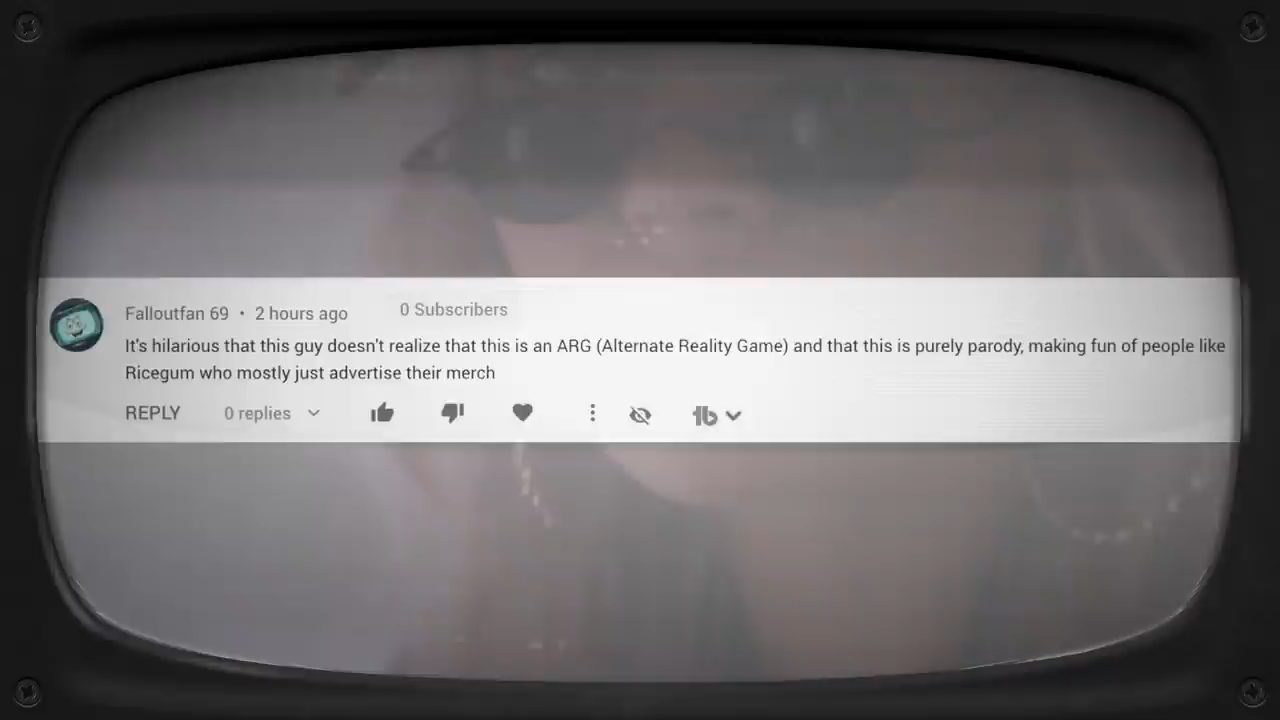 Falloutfan 69 • 2 hours ago 0 Subscribers
It's hilarious that this guy doesn't realize that this is an ARG (Alternate Reality Game) and that this is purely parody, making fun of people like
Ricegum who mostly just advertise their merch
REPLY 0 replies